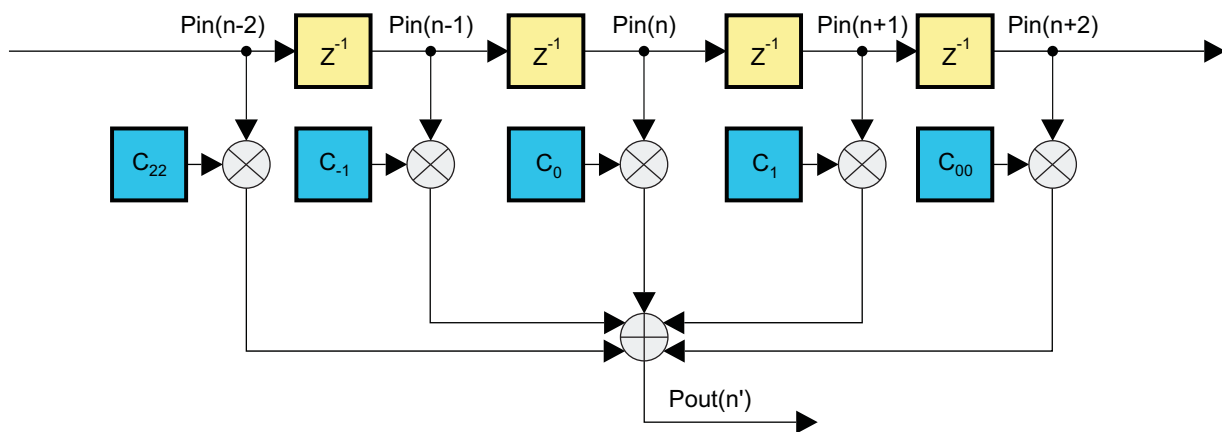 Pin(n-2) Pin(n-1) Pin(n) Pin(n+1) Pin(n+2)
Z⁻¹ Z⁻¹ Z⁻¹ Z⁻¹
C₂₂ C₋₁ C₀ C₁ C₀₀
Pout(n')